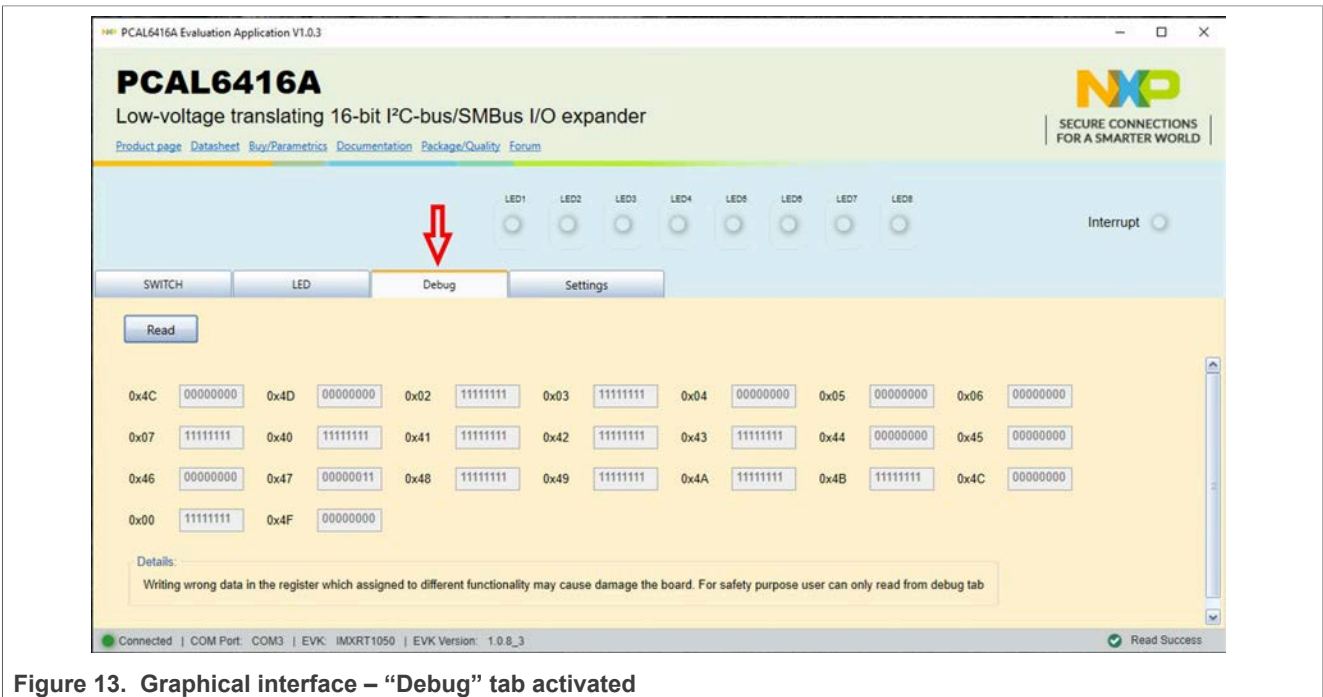 PCAL6416A Evaluation Application V1.0.3
PCAL6416A
Low-voltage translating 16-bit I²C-bus/SMBus I/O expander
Product page Datasheet Buy/Parametrics Documentation Package/Quality Forum
NXP
SECURE CONNECTIONS
FOR A SMARTER WORLD
LED1 LED2 LED3 LED4 LED5 LED6 LED7 LED8
Interrupt
SWITCH LED Debug Settings
Read
0x4C 00000000 0x4D 00000000 0x02 11111111 0x03 11111111 0x04 00000000 0x05 00000000 0x06 00000000
0x07 11111111 0x40 11111111 0x41 11111111 0x42 11111111 0x43 11111111 0x44 00000000 0x45 00000000
0x46 00000000 0x47 00000011 0x48 11111111 0x49 11111111 0x4A 11111111 0x4B 11111111 0x4C 00000000
0x00 11111111 0x4F 00000000
Details:
Writing wrong data in the register which assigned to different functionality may cause damage the board. For safety purpose user can only read from debug tab
Connected | COM Port: COM3 | EVK: IMXRT1050 | EVK Version: 1.0.8_3
Read Success
Figure 13. Graphical interface – “Debug” tab activated